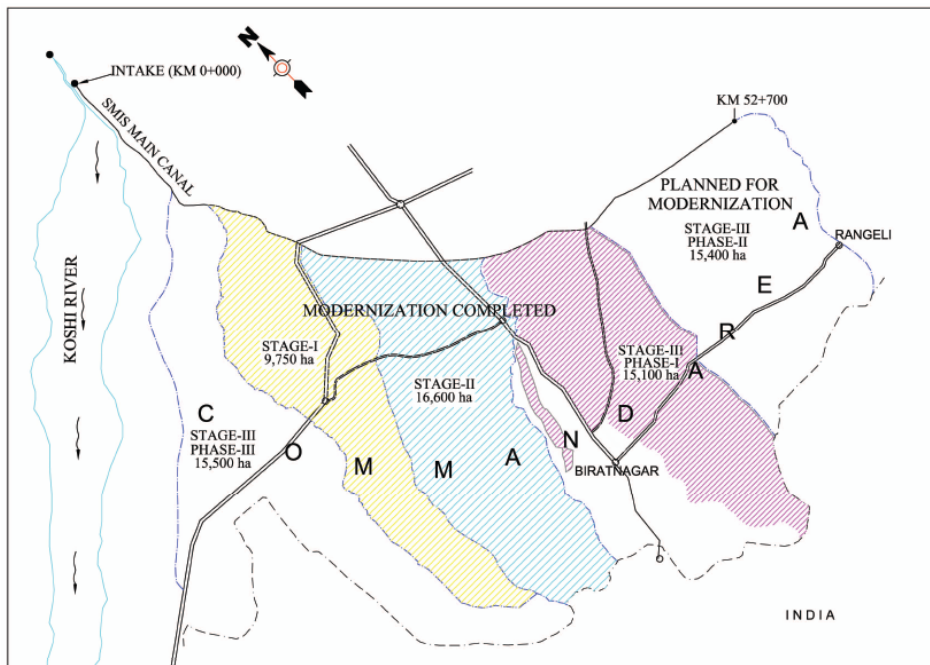 N
INTAKE (KM 0+000)
SMIS MAIN CANAL
KOSHI RIVER
KM 52+700
PLANNED FOR
MODERNIZATION
STAGE-III
PHASE-II
15,400 ha
RANGELI
MODERNIZATION COMPLETED
STAGE-I
9,750 ha
STAGE-II
16,600 ha
STAGE-III
PHASE-I
15,100 ha
STAGE-III
PHASE-III
15,500 ha
COMMAND AREA
BIRATNAGAR
INDIA